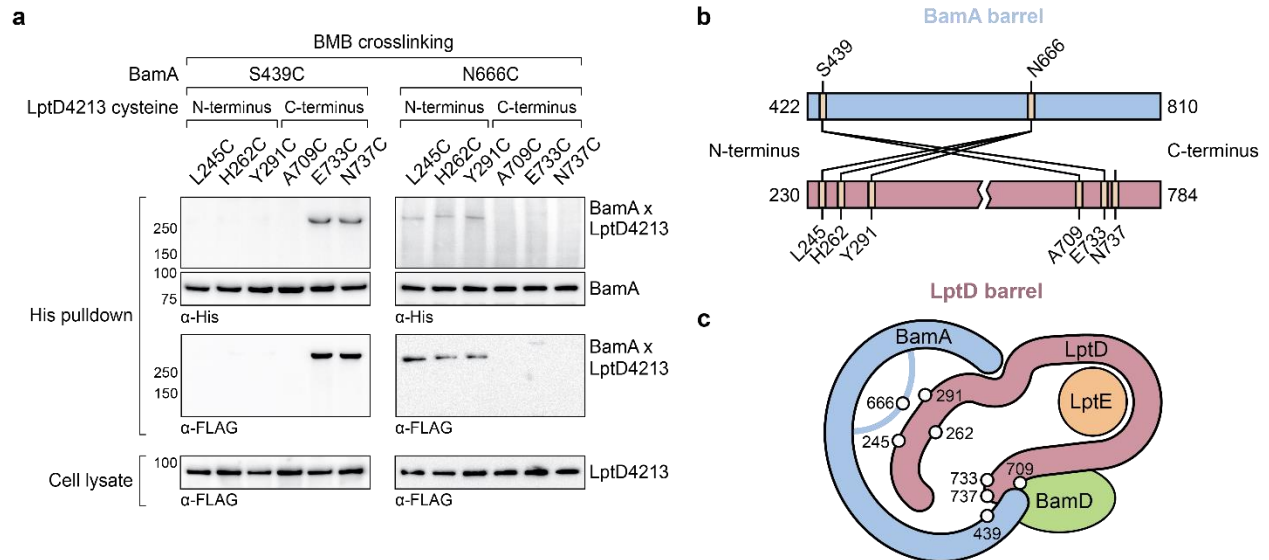 a
BMB crosslinking
BamA S439C N666C
LptD4213 cysteine N-terminus C-terminus N-terminus C-terminus
L245C H262C Y291C A709C E733C N737C L245C H262C Y291C A709C E733C N737C
His pulldown
250
150
BamA x
LptD4213
100
75
BamA
α-His α-His
250
150
BamA x
LptD4213
α-FLAG α-FLAG
Cell lysate
100
LptD4213
α-FLAG α-FLAG
b
BamA barrel
S439 N666
422 810
N-terminus C-terminus
230 784
L245 H262 Y291 A709 E733 N737
LptD barrel
c
BamA
LptD
LptE
666 291
245 262
733 709
737
BamD
439